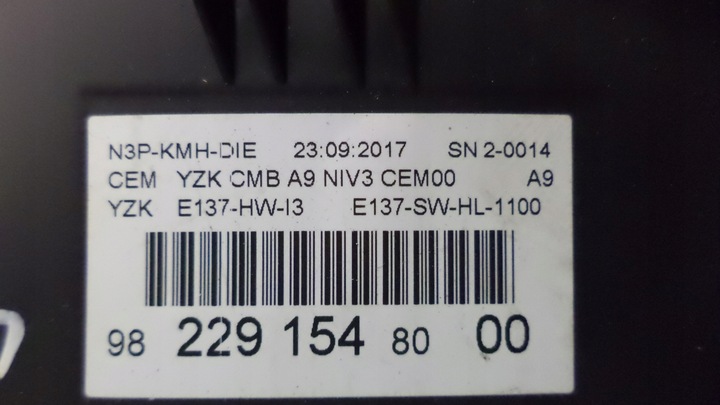 N3P-KMH-DIE 23:09:2017 SN 2-0014
CEM YZK CMB A9 NIV3 CEM00 A9
YZK E137-HW-I3 E137-SW-HL-1100
98 229 154 80 00